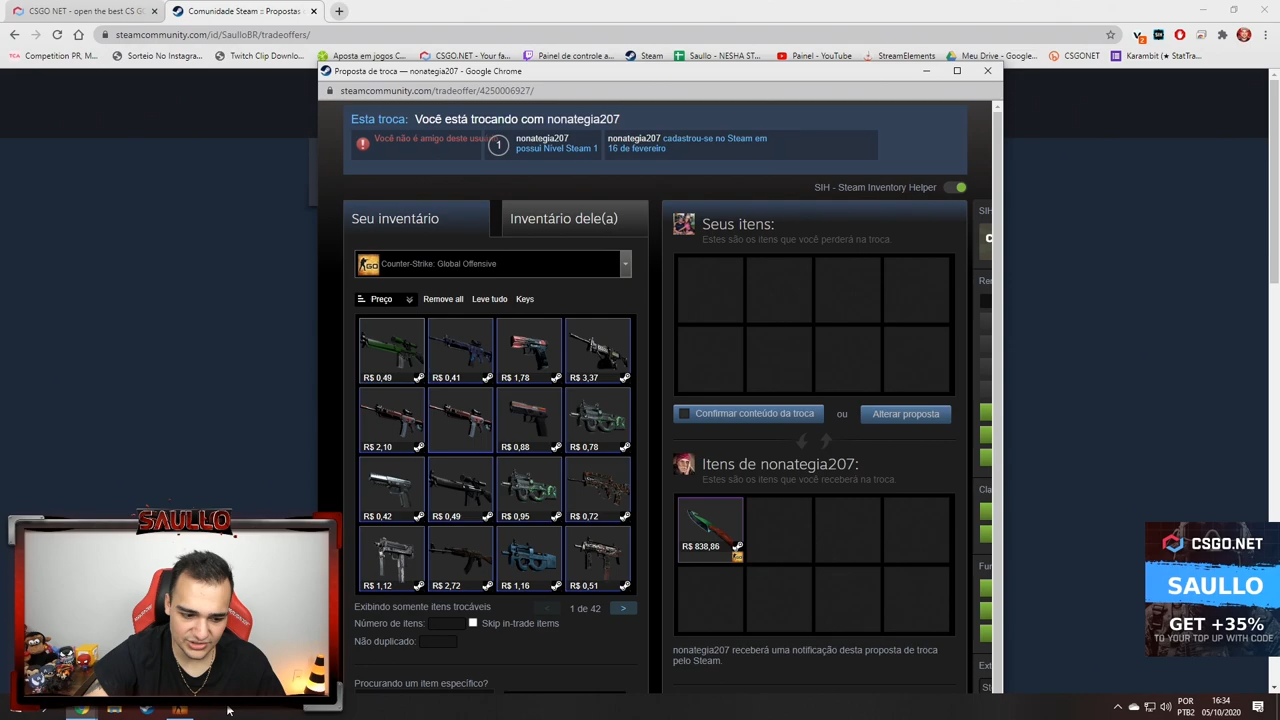 CSGO.NET - open the best CS GO
Comunidade Steam :: Propostas d
steamcommunity.com/id/SaulloBR/tradeoffers/
Competition PR, M...
Sorteio No Instagra...
Aposta em jogos...
CSGO.NET - Open t...
Painel de controle...
Transmitindo no T...
Steam
Saullo - NESHA ST...
Painel - YouTube
StreamElements
Meu Drive - Googl...
CSGONET
Karambit (★StatTra...
Proposta de troca — nonategia207 - Google Chrome
steamcommunity.com/tradeoffer/4250006927/
Esta troca: Você está trocando com nonategia207
Você não é amigo deste
1
nonategia207
possui Nível Steam 1
nonategia207 cadastrou-se no Steam em
16 de fevereiro
SIH - Steam Inventory Helper
Seu inventário
Inventário dele(a)
Counter-Strike: Global Offensive
Preço
Remove all
Leve tudo
Keys
R$ 0,49
R$ 0,41
R$ 1,78
R$ 3,37
R$ 2,10
R$ 0,88
R$ 0,78
R$ 0,42
R$ 0,49
R$ 0,95
R$ 0,72
R$ 1,12
R$ 2,72
R$ 1,16
R$ 0,51
Exibindo somente itens trocáveis
< 1 de 42 >
Número de itens:
Skip in-trade items
Não duplicado:
Procurando um item específico?
Seus itens:
Estes são os itens que você perderá na troca.
Confirmar conteúdo da troca
ou
Alterar proposta
Itens de nonategia207:
Estes são os itens que você receberá na troca.
R$ 838,86
nonategia207 receberá uma notificação desta proposta de troca
pelo Steam.
SAULLO
CSGO.NET
SAULLO
GET +35%
TO YOUR TOP UP WITH CODE
POR
PTB2
16:34
05/10/2020